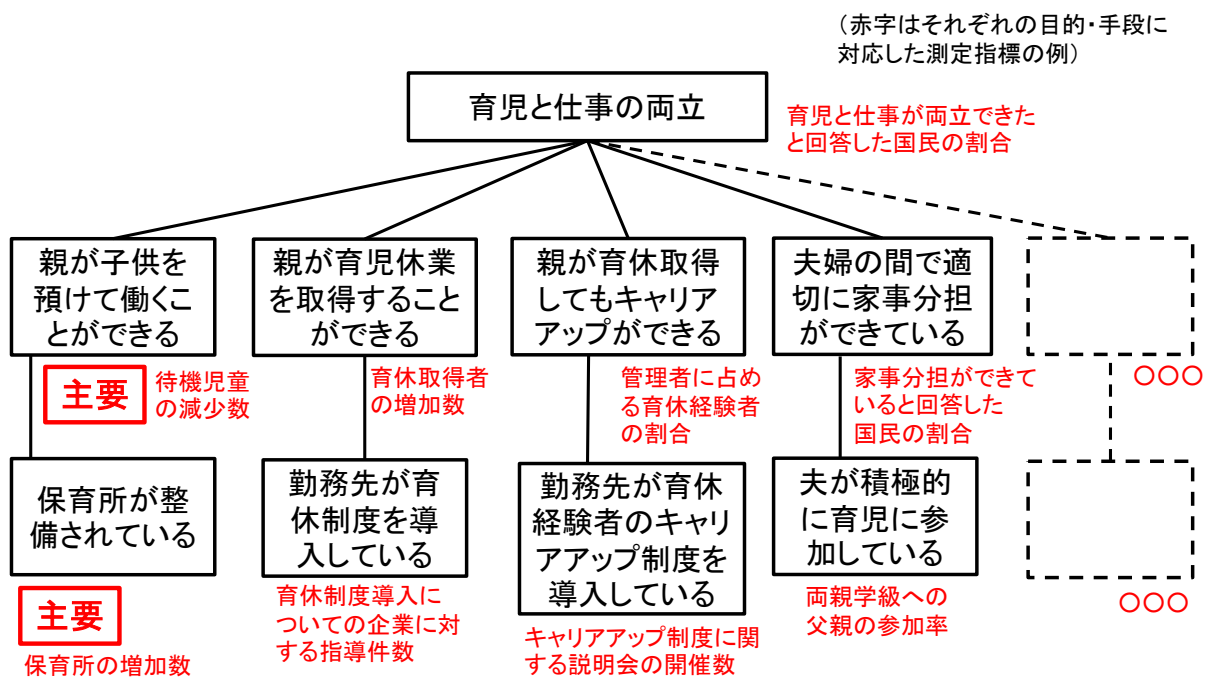 （赤字はそれぞれの目的・手段に
対応した測定指標の例）
育児と仕事の両立
育児と仕事が両立できた
と回答した国民の割合
親が子供を
預けて働くこ
とができる
親が育児休業
を取得すること
ができる
親が育休取得
してもキャリア
アップができる
夫婦の間で適
切に家事分担
ができている
主要
待機児童
の減少数
育休取得者
の増加数
管理者に占め
る育休経験者
の割合
家事分担ができて
いると回答した
国民の割合
○○○
保育所が整
備されている
勤務先が育
休制度を導
入している
勤務先が育休
経験者のキャリ
アアップ制度を
導入している
夫が積極的
に育児に参
加している
主要
保育所の増加数
育休制度導入に
ついての企業に対
する指導件数
キャリアアップ制度に関
する説明会の開催数
両親学級への
父親の参加率
○○○